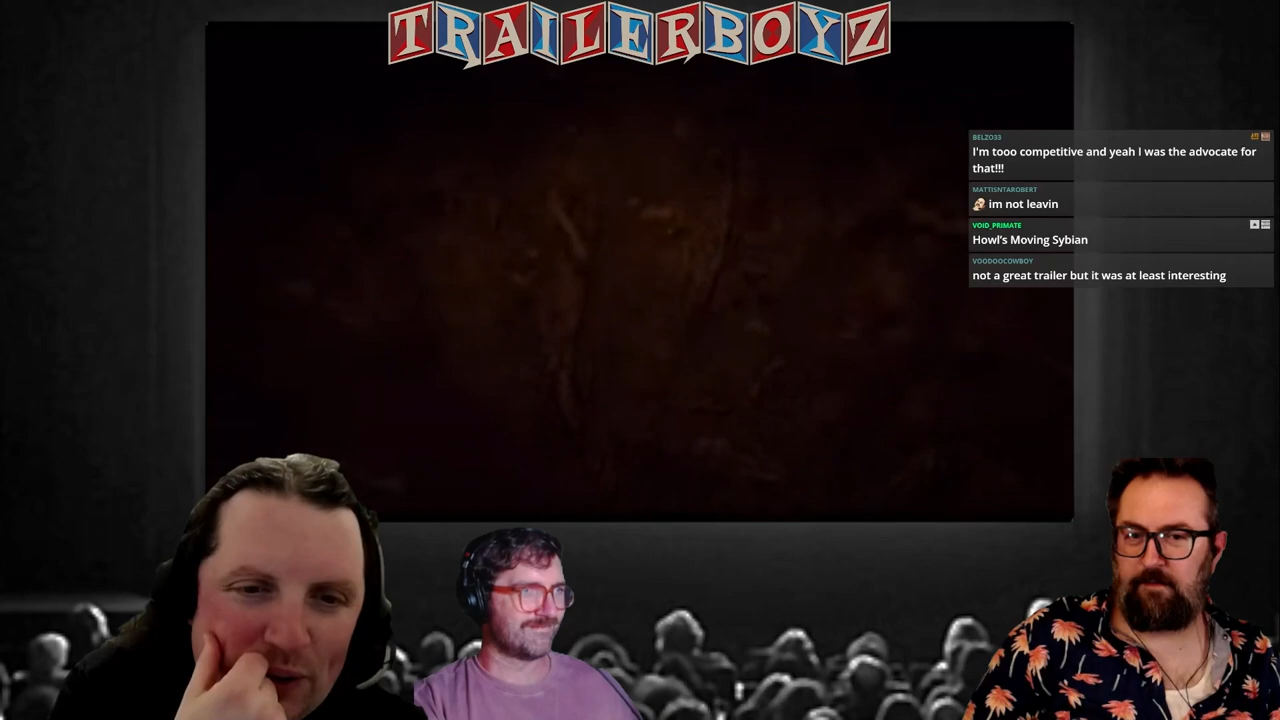 TRAILERBOYZ
BELZO33
I'm tooo competitive and yeah I was the advocate for
that!!!
MATTISNTAROBERT
im not leavin
VOID_PRIMATE
Howl's Moving Sybian
VOODOOCOWBOY
not a great trailer but it was at least interesting